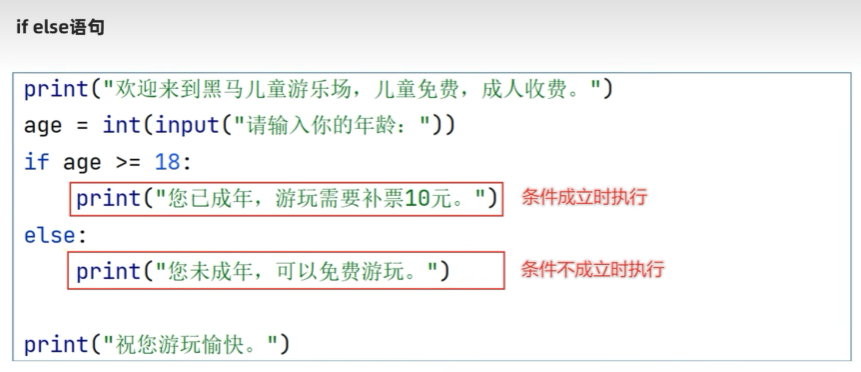 if else语句
print("欢迎来到黑马儿童游乐场，儿童免费，成人收费。")
age = int(input("请输入你的年龄："))
if age >= 18:
    print("您已成年，游玩需要补票10元。") 条件成立时执行
else:
    print("您未成年，可以免费游玩。") 条件不成立时执行
print("祝您游玩愉快。")